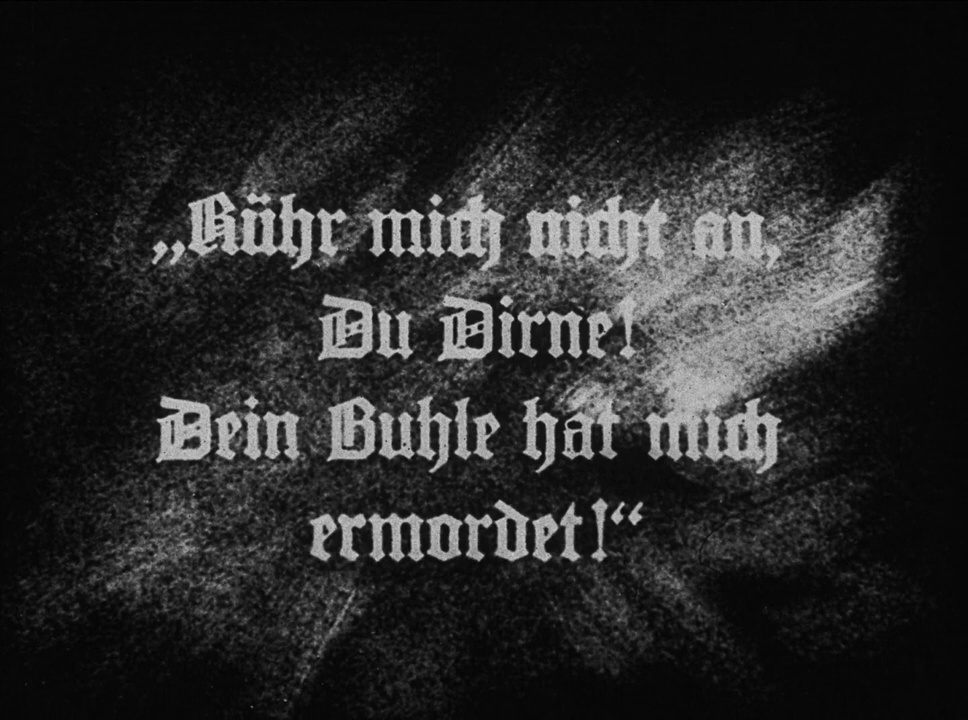 „Rühr mich nicht an,
Du Dirne!
Dein Buhle hat mich
ermordet!“